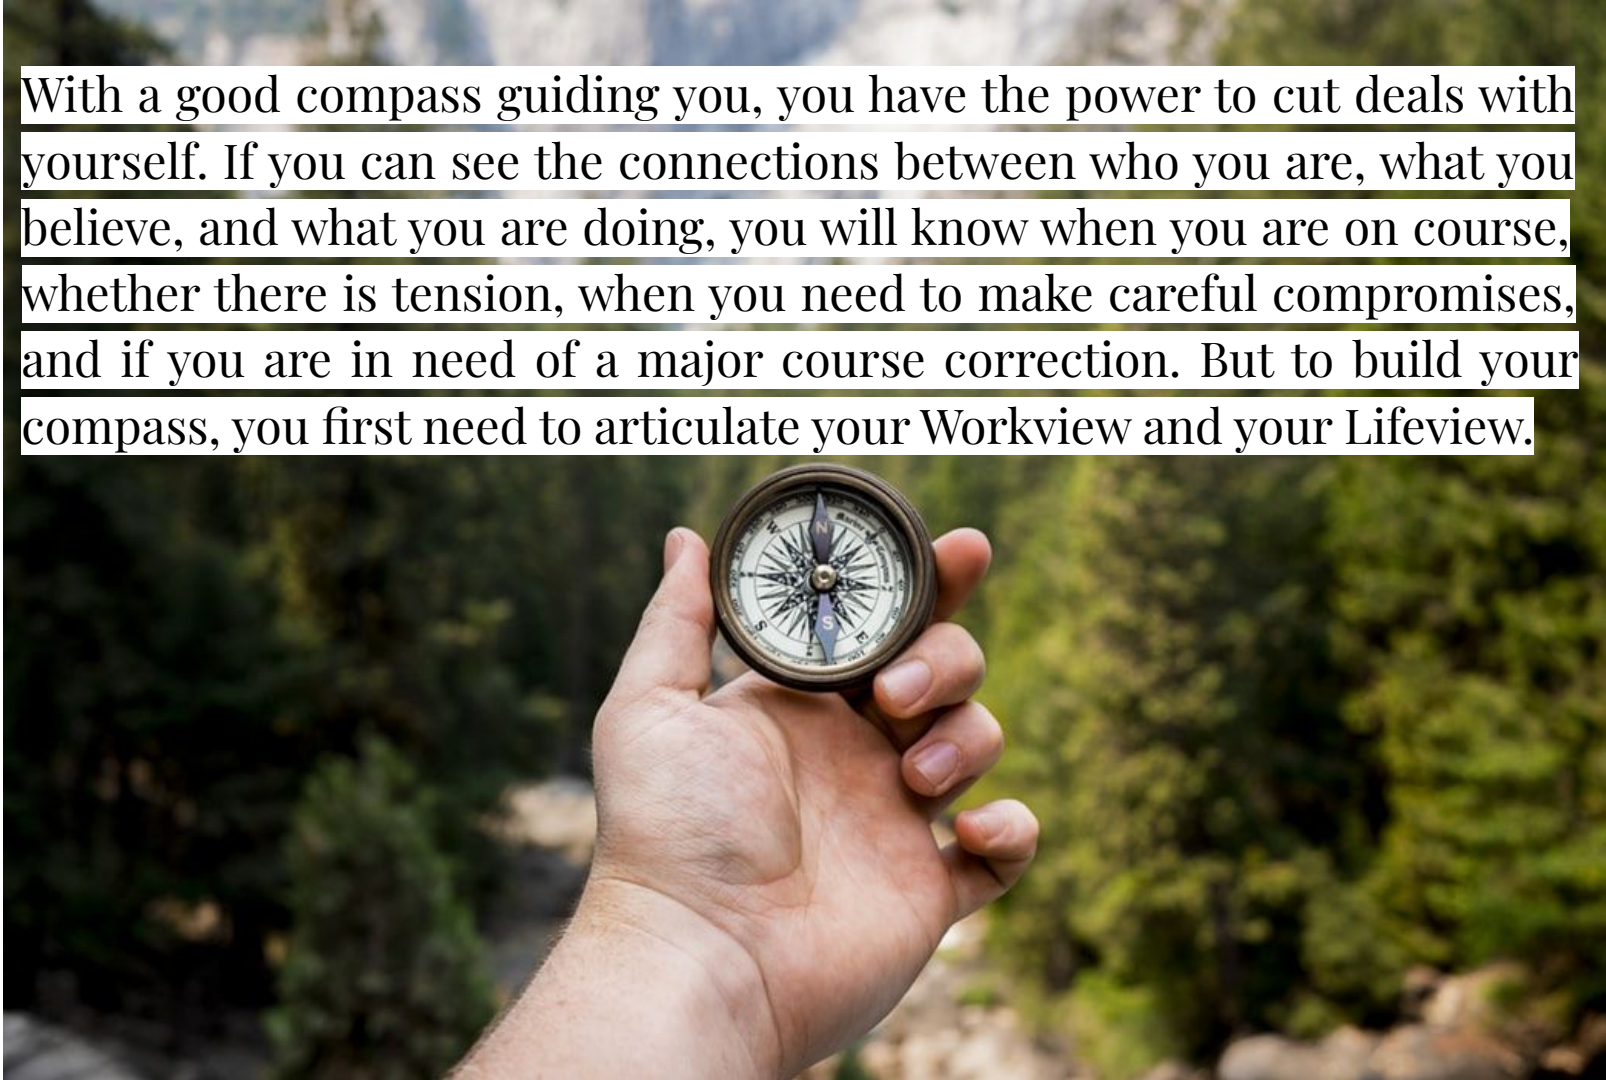 With a good compass guiding you, you have the power to cut deals with
yourself. If you can see the connections between who you are, what you
believe, and what you are doing, you will know when you are on course,
whether there is tension, when you need to make careful compromises,
and if you are in need of a major course correction. But to build your
compass, you first need to articulate your Workview and your Lifeview.
N
W
S
S
E